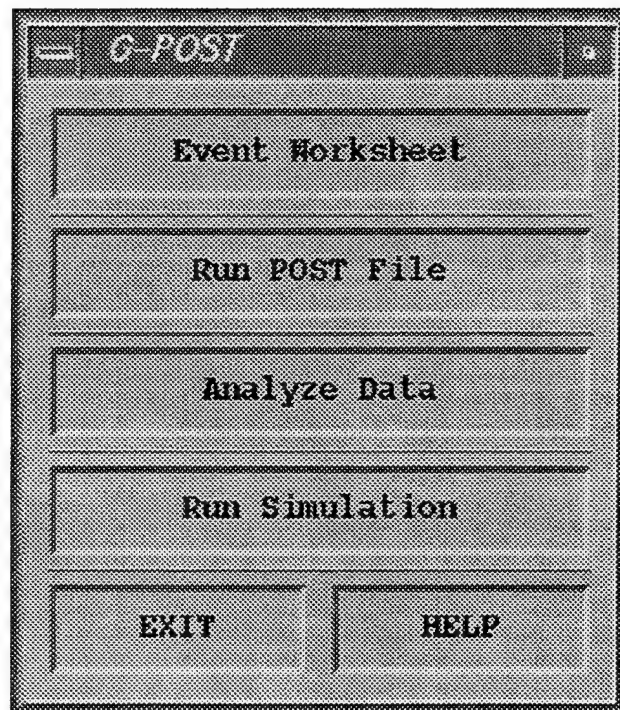 G-POST
Event Worksheet
Run POST File
Analyze Data
Run Simulation
EXIT HELP